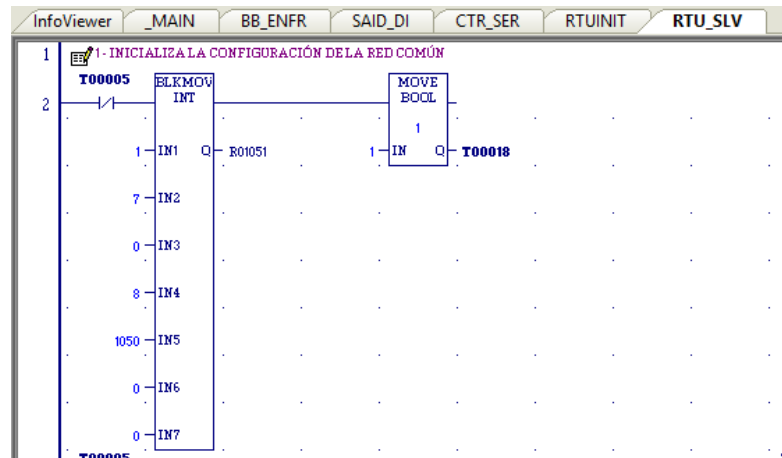 InfoViewer _MAIN BB_ENFR SAID_DI CTR_SER RTUINIT RTU_SLV
1 1- INICIALIZA LA CONFIGURACIÓN DE LA RED COMÚN
T00005 BLKMOV MOVE
2 INT BOOL
1
1 IN1 Q R01051 1 IN Q T00018
7 IN2
0 IN3
8 IN4
1050 IN5
0 IN6
0 IN7
T00005